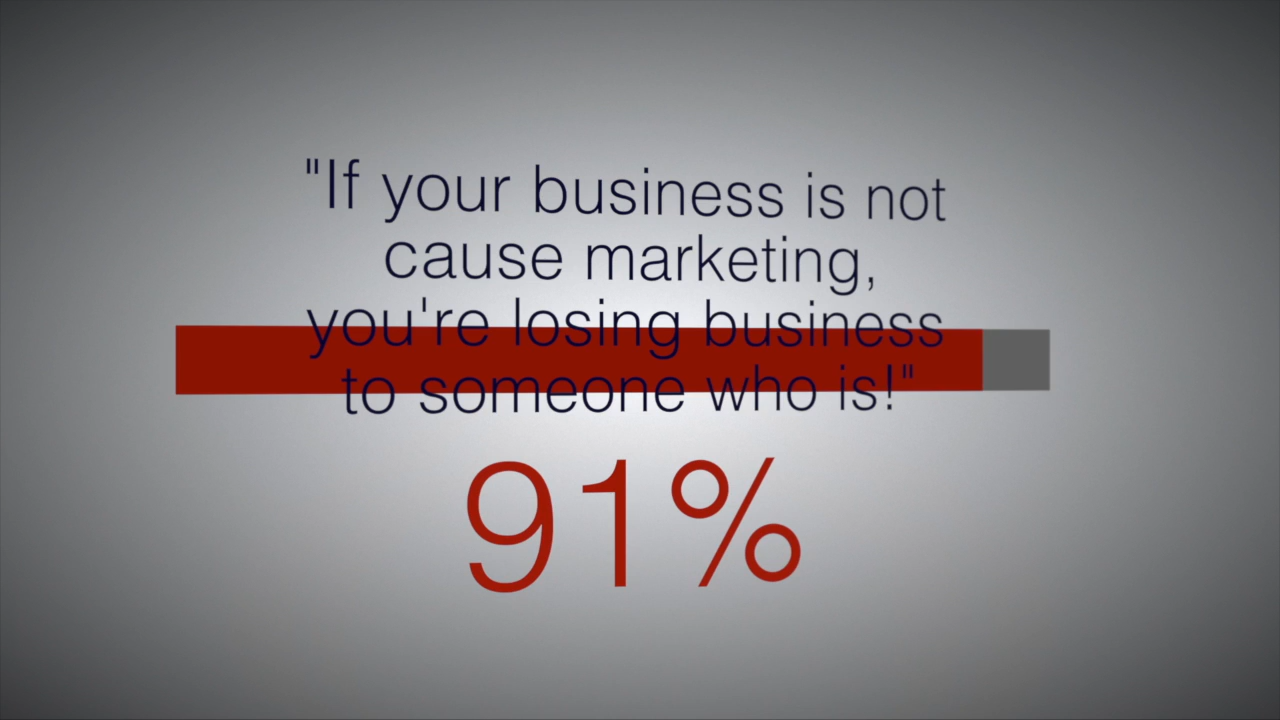 "If your business is not
cause marketing,
you're losing business
to someone who is!"
91%